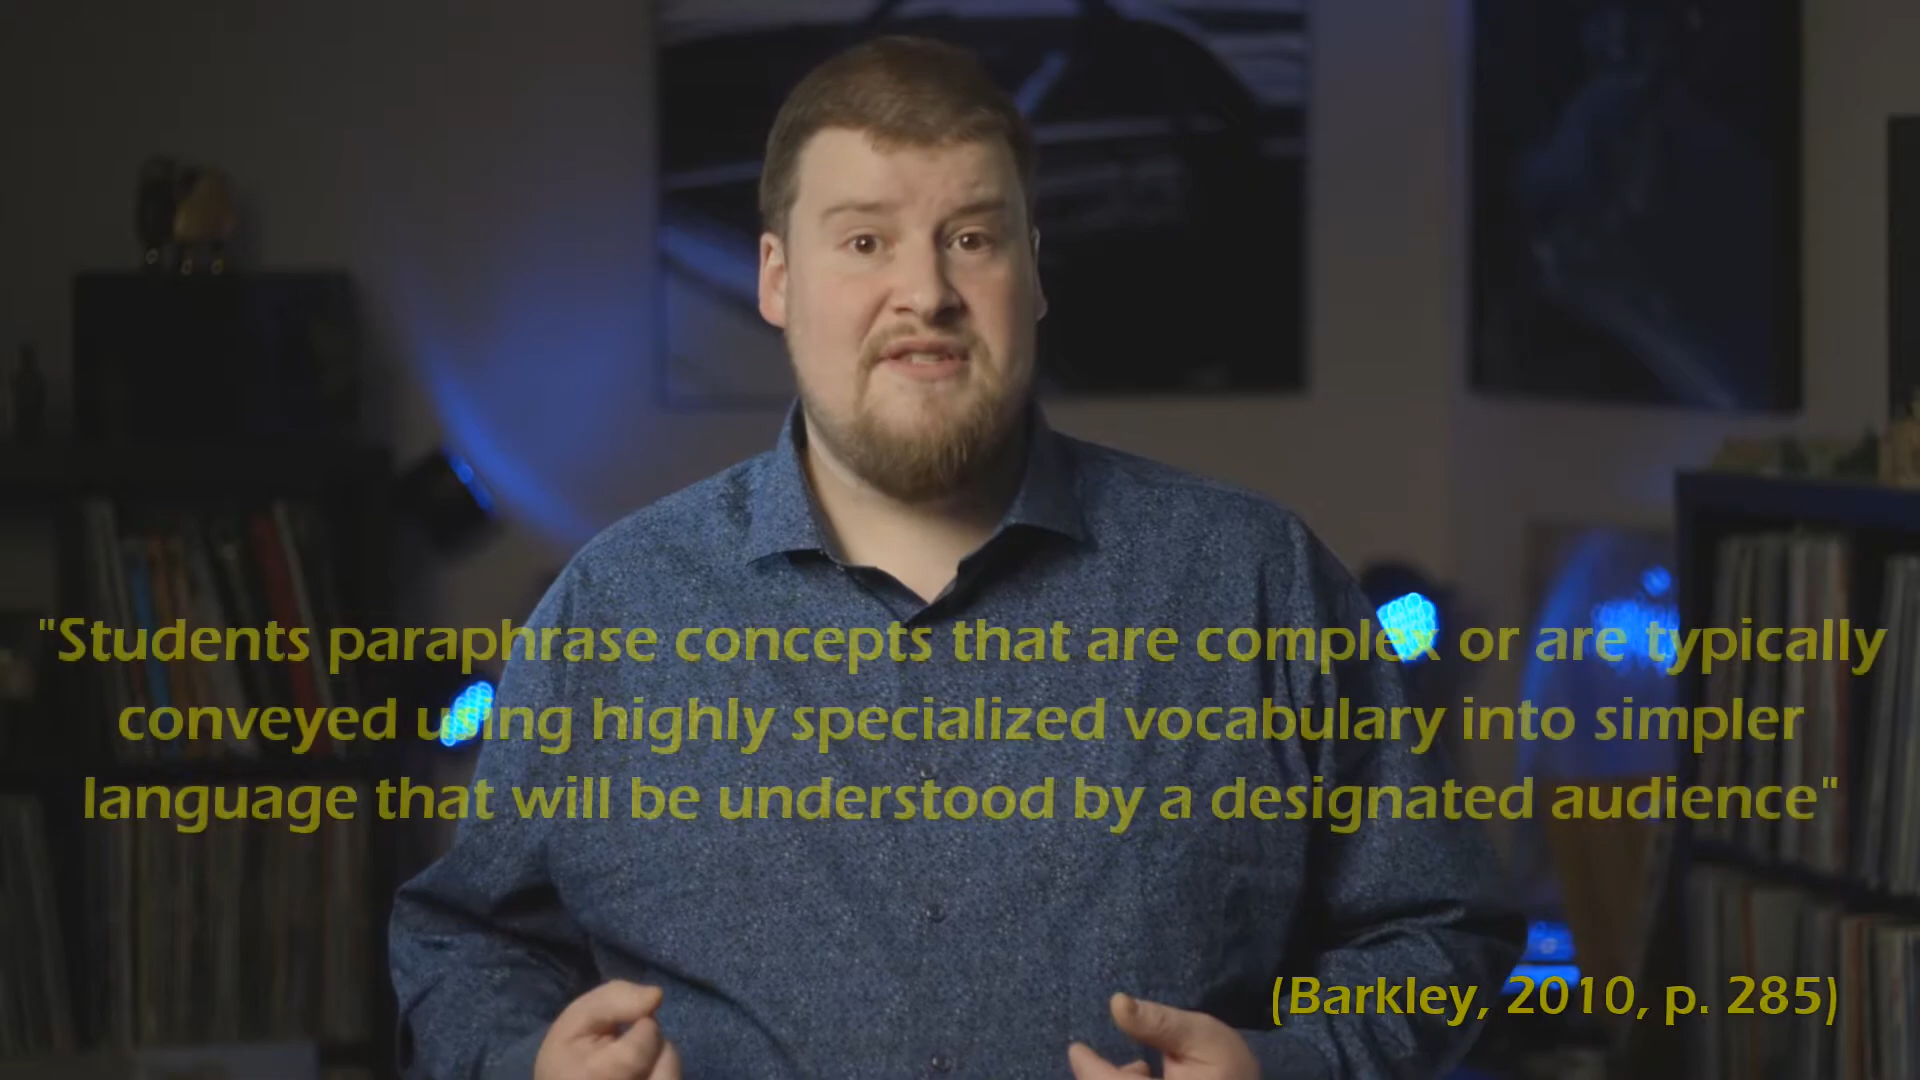 "Students paraphrase concepts that are complex or are typically
conveyed using highly specialized vocabulary into simpler
language that will be understood by a designated audience"
(Barkley, 2010, p. 285)